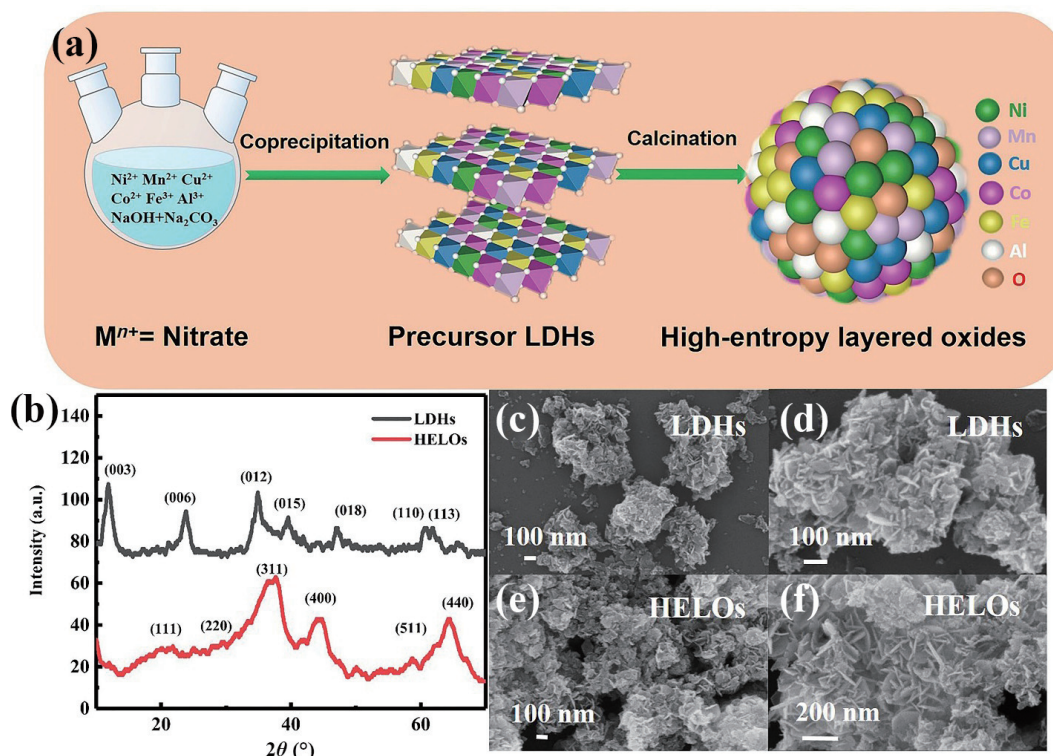 (a)
Ni²⁺ Mn²⁺ Cu²⁺
Co²⁺ Fe³⁺ Al³⁺
NaOH+Na₂CO₃
Coprecipitation
Calcination
Ni
Mn
Cu
Co
Fe
Al
O
Mⁿ⁺= Nitrate
Precursor LDHs
High-entropy layered oxides
(b)
140
120
100
80
60
40
20
0
Intensity (a.u.)
LDHs
HELOs
(003)
(006)
(012)
(015)
(018)
(110)
(113)
(111)
(220)
(311)
(400)
(511)
(440)
20
40
60
2θ (°)
(c)
LDHs
100 nm
(d)
LDHs
100 nm
(e)
HELOs
100 nm
(f)
HELOs
200 nm